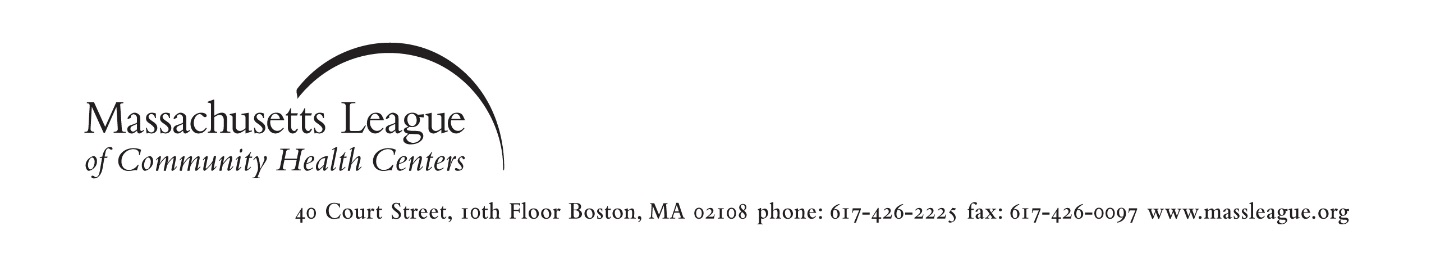 Massachusetts League
of Community Health Centers
40 Court Street, 10th Floor Boston, MA 02108 phone: 617-426-2225 fax: 617-426-0097 www.massleague.org